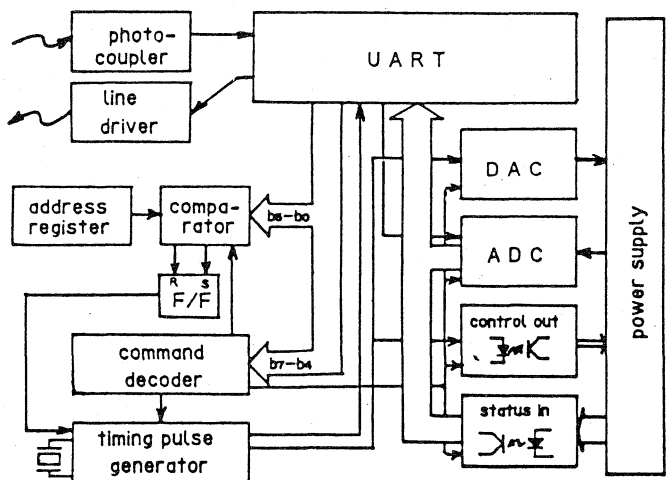 photo-
coupler
UART
line
driver
DAC
address
register
compa-
rator
b6-b0
ADC
R S
F/F
power supply
control out
command
decoder
b7-b4
status in
timing pulse
generator